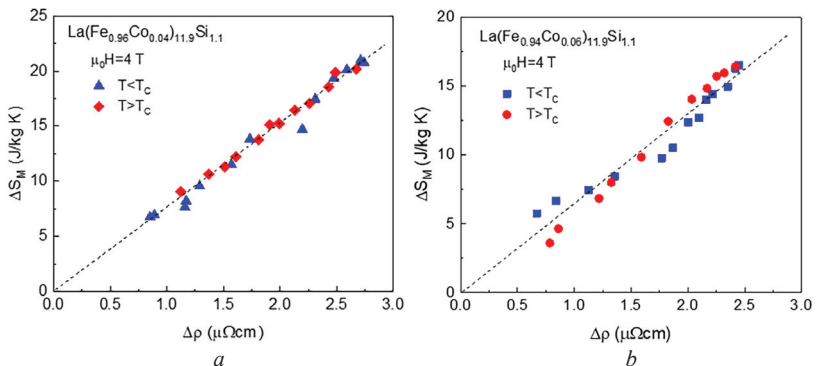 La(Fe0.96Co0.04)11.9Si1.1
μ0H=4 T
T<TC
T>TC
ΔSM (J/kg K)
25
20
15
10
5
0
0.0 0.5 1.0 1.5 2.0 2.5 3.0
Δρ (μΩcm)
a
La(Fe0.94Co0.06)11.9Si1.1
μ0H=4 T
T<TC
T>TC
ΔSM (J/kg K)
20
15
10
5
0
0.0 0.5 1.0 1.5 2.0 2.5 3.0
Δρ (μΩcm)
b